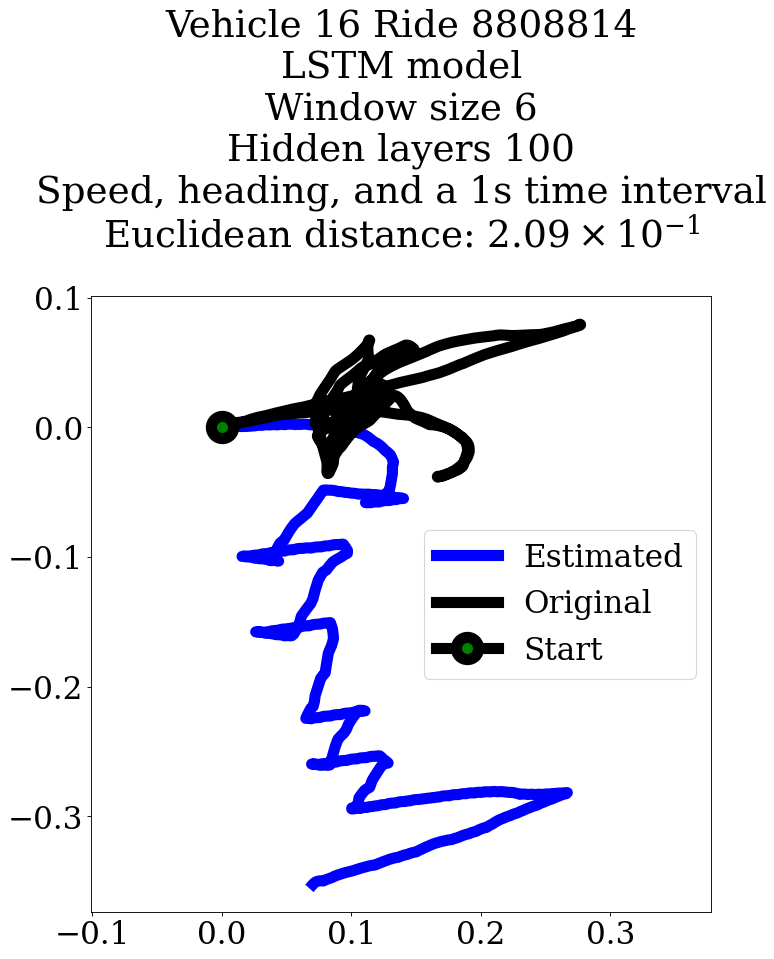 Vehicle 16 Ride 8808814
LSTM model
Window size 6
Hidden layers 100
Speed, heading, and a 1s time interval
Euclidean distance: 2.09 × 10⁻¹
0.1
0.0
−0.1
−0.2
−0.3
Estimated
Original
Start
−0.1 0.0 0.1 0.2 0.3